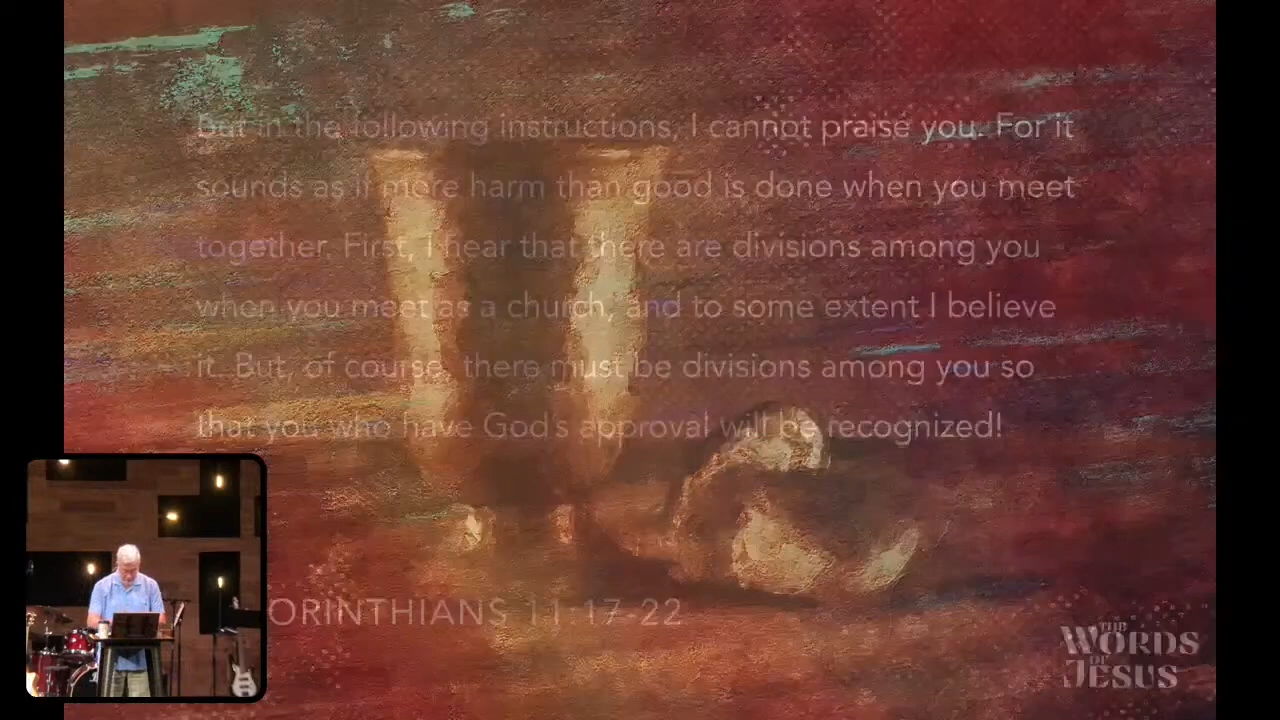 But in the following instructions, I cannot praise you. For it
sounds as if more harm than good is done when you meet
together. First, I hear that there are divisions among you
when you meet as a church, and to some extent I believe
it. But, of course, there must be divisions among you so
that you who have God's approval will be recognized!
ORINTHIANS 11:17-22
THE
WORDS
OF
JESUS